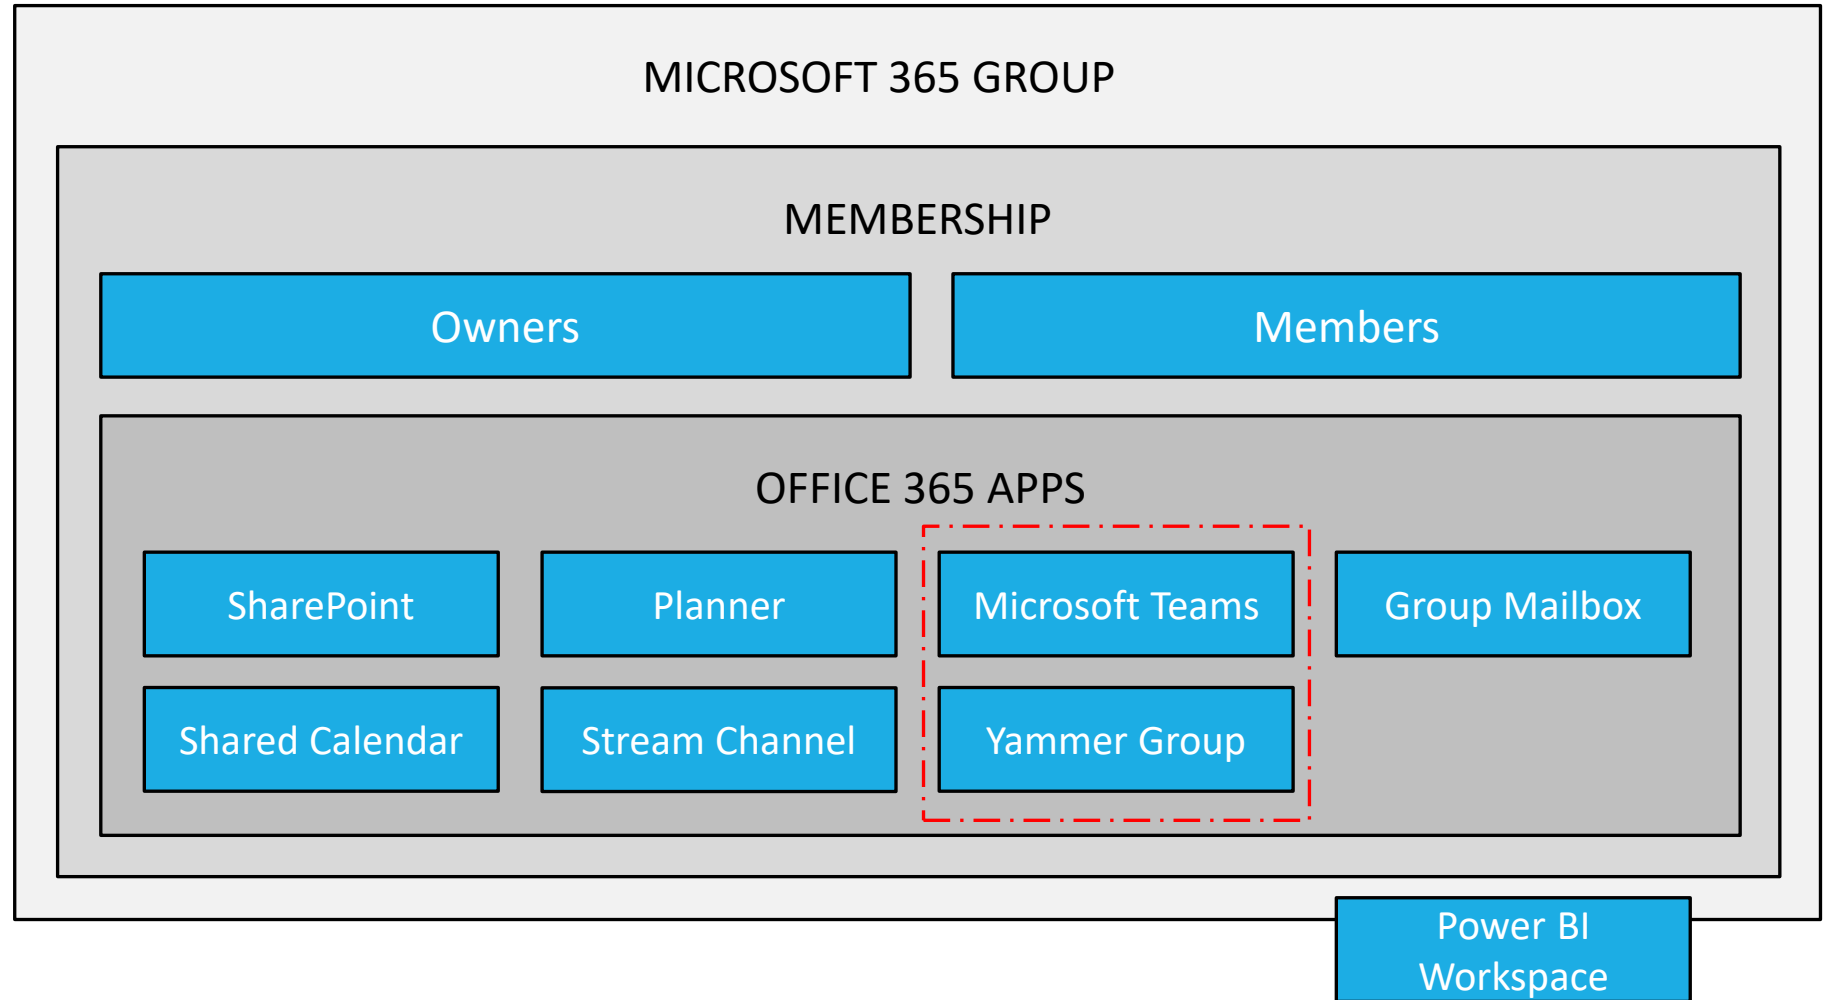 MICROSOFT 365 GROUP
MEMBERSHIP
Owners
Members
OFFICE 365 APPS
SharePoint
Planner
Microsoft Teams
Group Mailbox
Shared Calendar
Stream Channel
Yammer Group
Power BI
Workspace